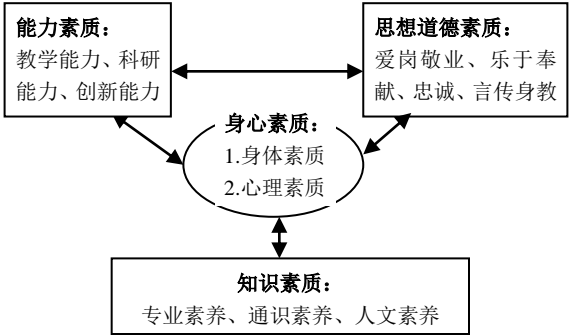 能力素质：
教学能力、科研
能力、创新能力
思想道德素质：
爱岗敬业、乐于奉
献、忠诚、言传身教
身心素质：
1.身体素质
2.心理素质
知识素质：
专业素养、通识素养、人文素养